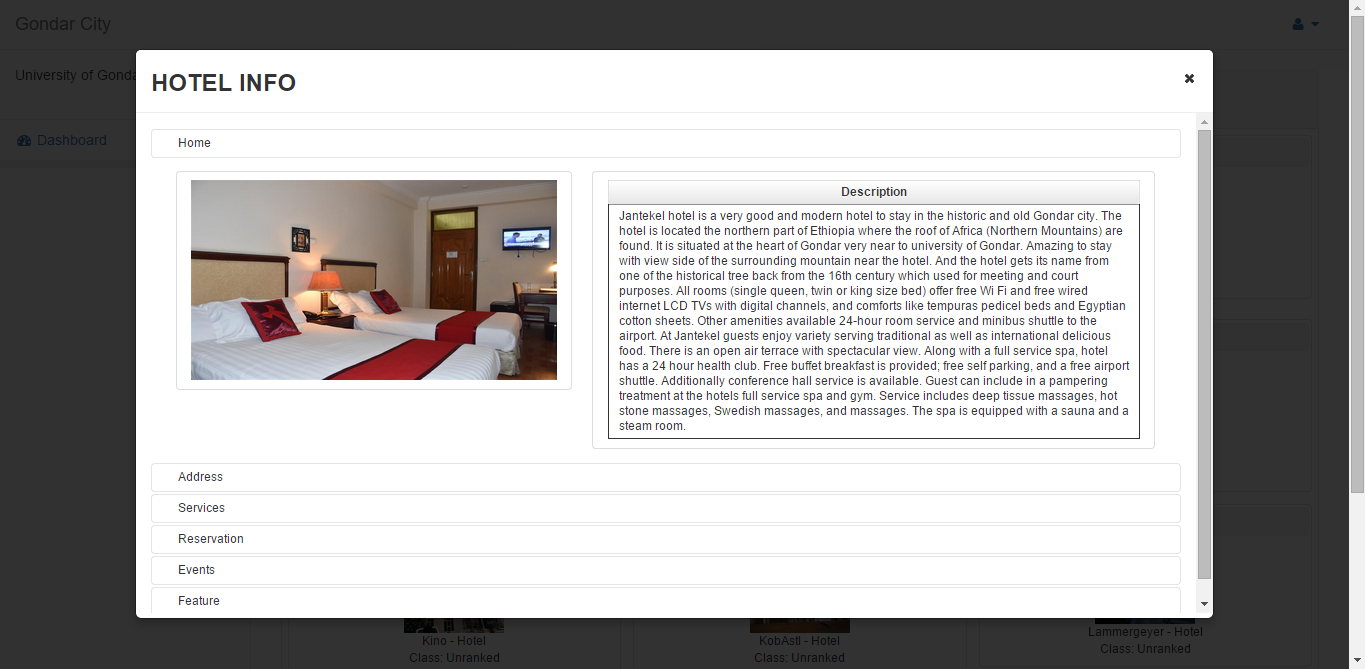 Gondar City
University of Gonda
Dashboard
HOTEL INFO
Home
Description
Jantekel hotel is a very good and modern hotel to stay in the historic and old Gondar city. The
hotel is located the northern part of Ethiopia where the roof of Africa (Northern Mountains) are
found. It is situated at the heart of Gondar very near to university of Gondar. Amazing to stay
with view side of the surrounding mountain near the hotel. And the hotel gets its name from
one of the historical tree back from the 16th century which used for meeting and court
purposes. All rooms (single queen, twin or king size bed) offer free Wi Fi and free wired
internet LCD TVs with digital channels, and comforts like tempuras pedicel beds and Egyptian
cotton sheets. Other amenities available 24-hour room service and minibus shuttle to the
airport. At Jantekel guests enjoy variety serving traditional as well as international delicious
food. There is an open air terrace with spectacular view. Along with a full service spa, hotel
has a 24 hour health club. Free buffet breakfast is provided; free self parking, and a free airport
shuttle. Additionally conference hall service is available. Guest can include in a pampering
treatment at the hotels full service spa and gym. Service includes deep tissue massages, hot
stone massages, Swedish massages, and massages. The spa is equipped with a sauna and a
steam room.
Address
Services
Reservation
Events
Feature
Kino - Hotel
Class: Unranked
KobAstl - Hotel
Class: Unranked
Lammergeyer - Hotel
Class: Unranked